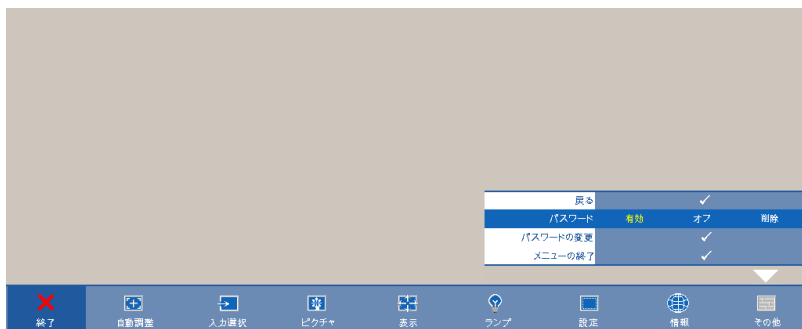 戻る
パスワード 有効 オフ 削除
パスワードの変更
メニューの終了
終了 自動調整 入力選択 ピクチャ 表示 ランプ 設定 情報 その他